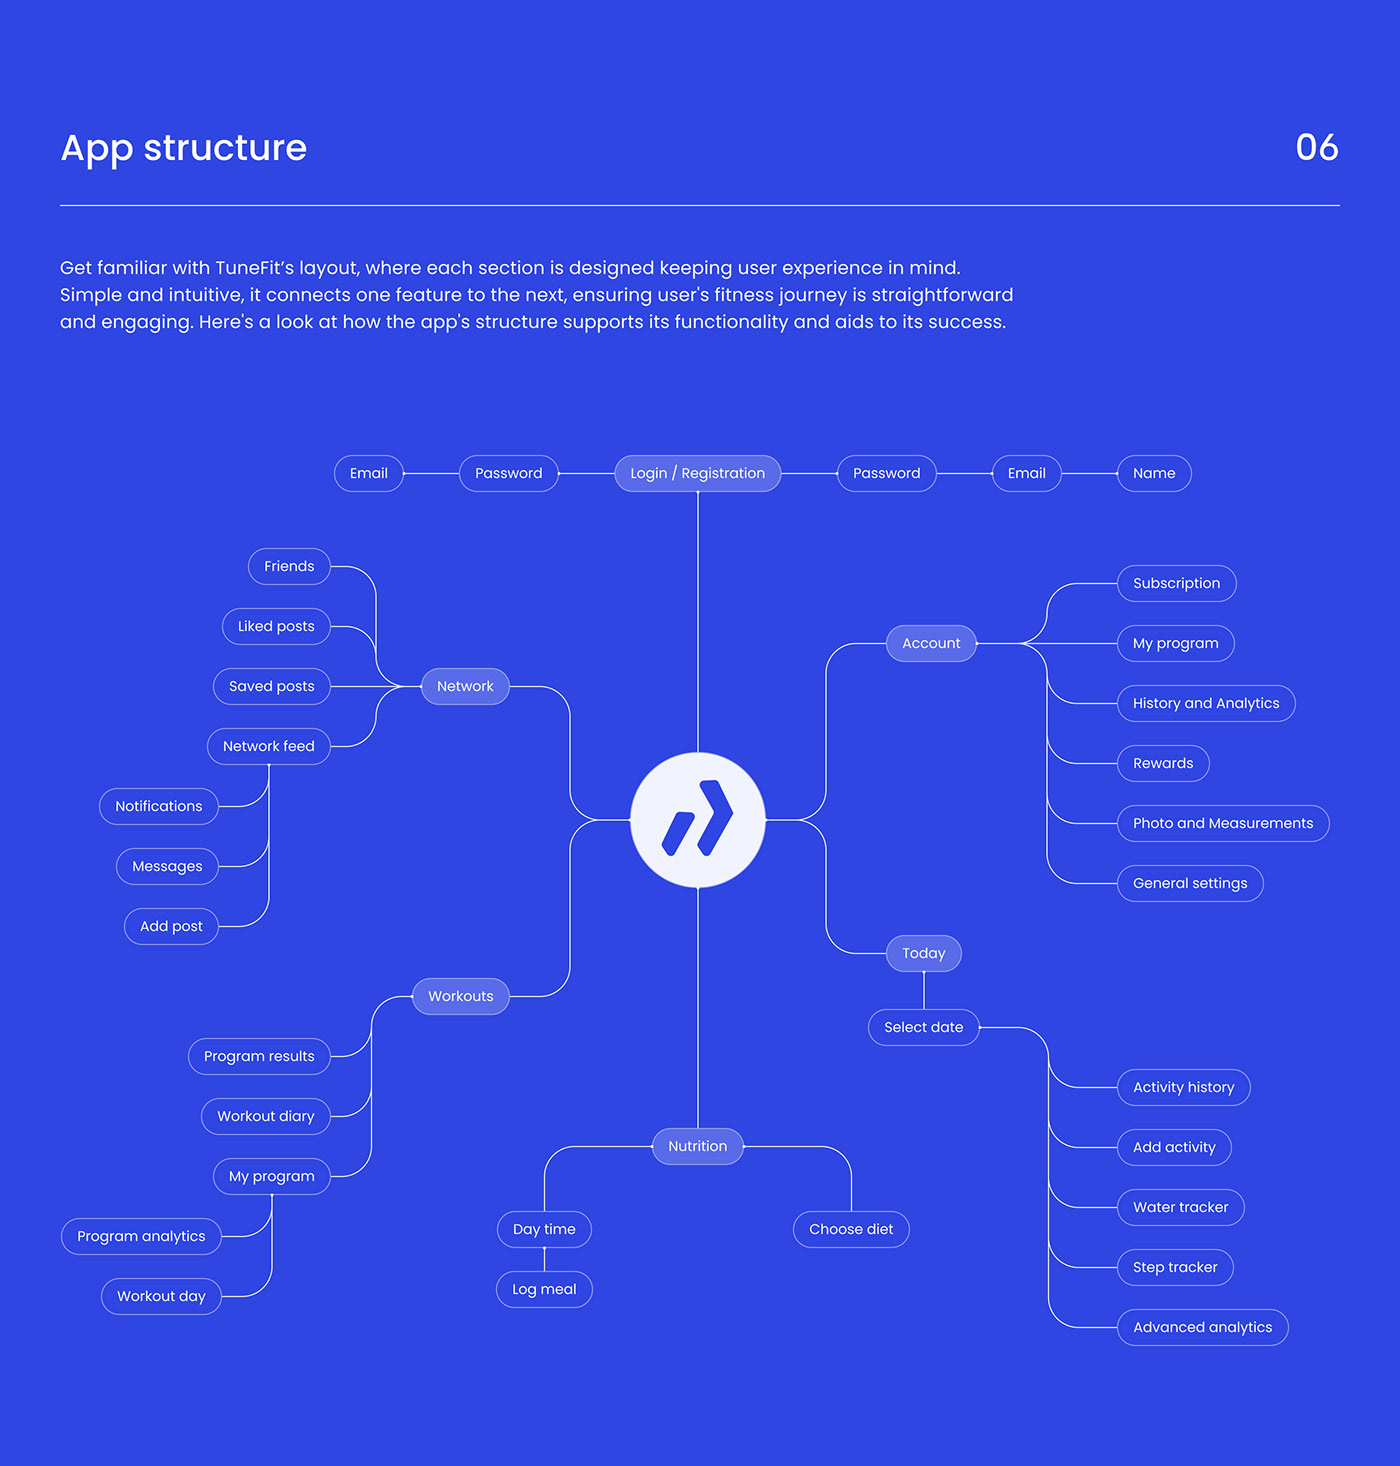 App structure
06
Get familiar with TuneFit’s layout, where each section is designed keeping user experience in mind.
Simple and intuitive, it connects one feature to the next, ensuring user's fitness journey is straightforward
and engaging. Here's a look at how the app's structure supports its functionality and aids to its success.
Email
Password
Login / Registration
Password
Email
Name
Friends
Liked posts
Saved posts
Network feed
Network
Notifications
Messages
Add post
Account
Subscription
My program
History and Analytics
Rewards
Photo and Measurements
General settings
Workouts
Program results
Workout diary
My program
Program analytics
Workout day
Today
Select date
Activity history
Add activity
Water tracker
Step tracker
Advanced analytics
Nutrition
Day time
Log meal
Choose diet